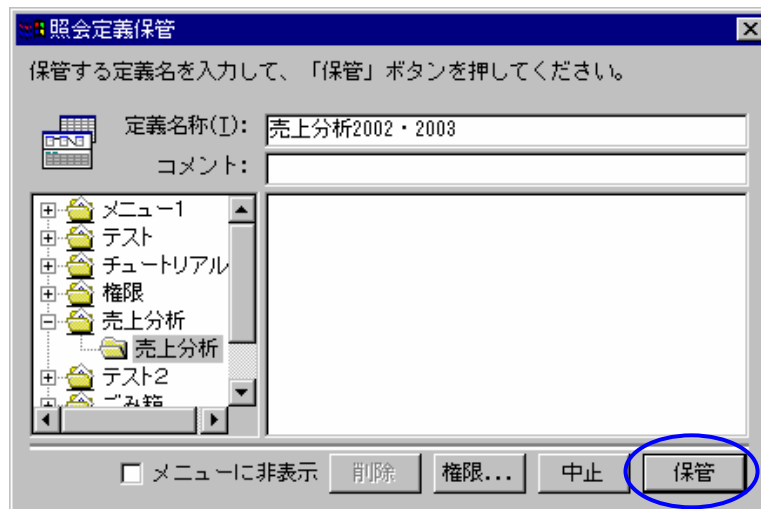 照会定義保管
保管する定義名を入力して、「保管」ボタンを押してください。
定義名称(T):
売上分析2002・2003
コメント:
メニュー1
テスト
チュートリアル
権限
売上分析
売上分析
テスト2
ごみ箱
メニューに非表示
削除
権限...
中止
保管